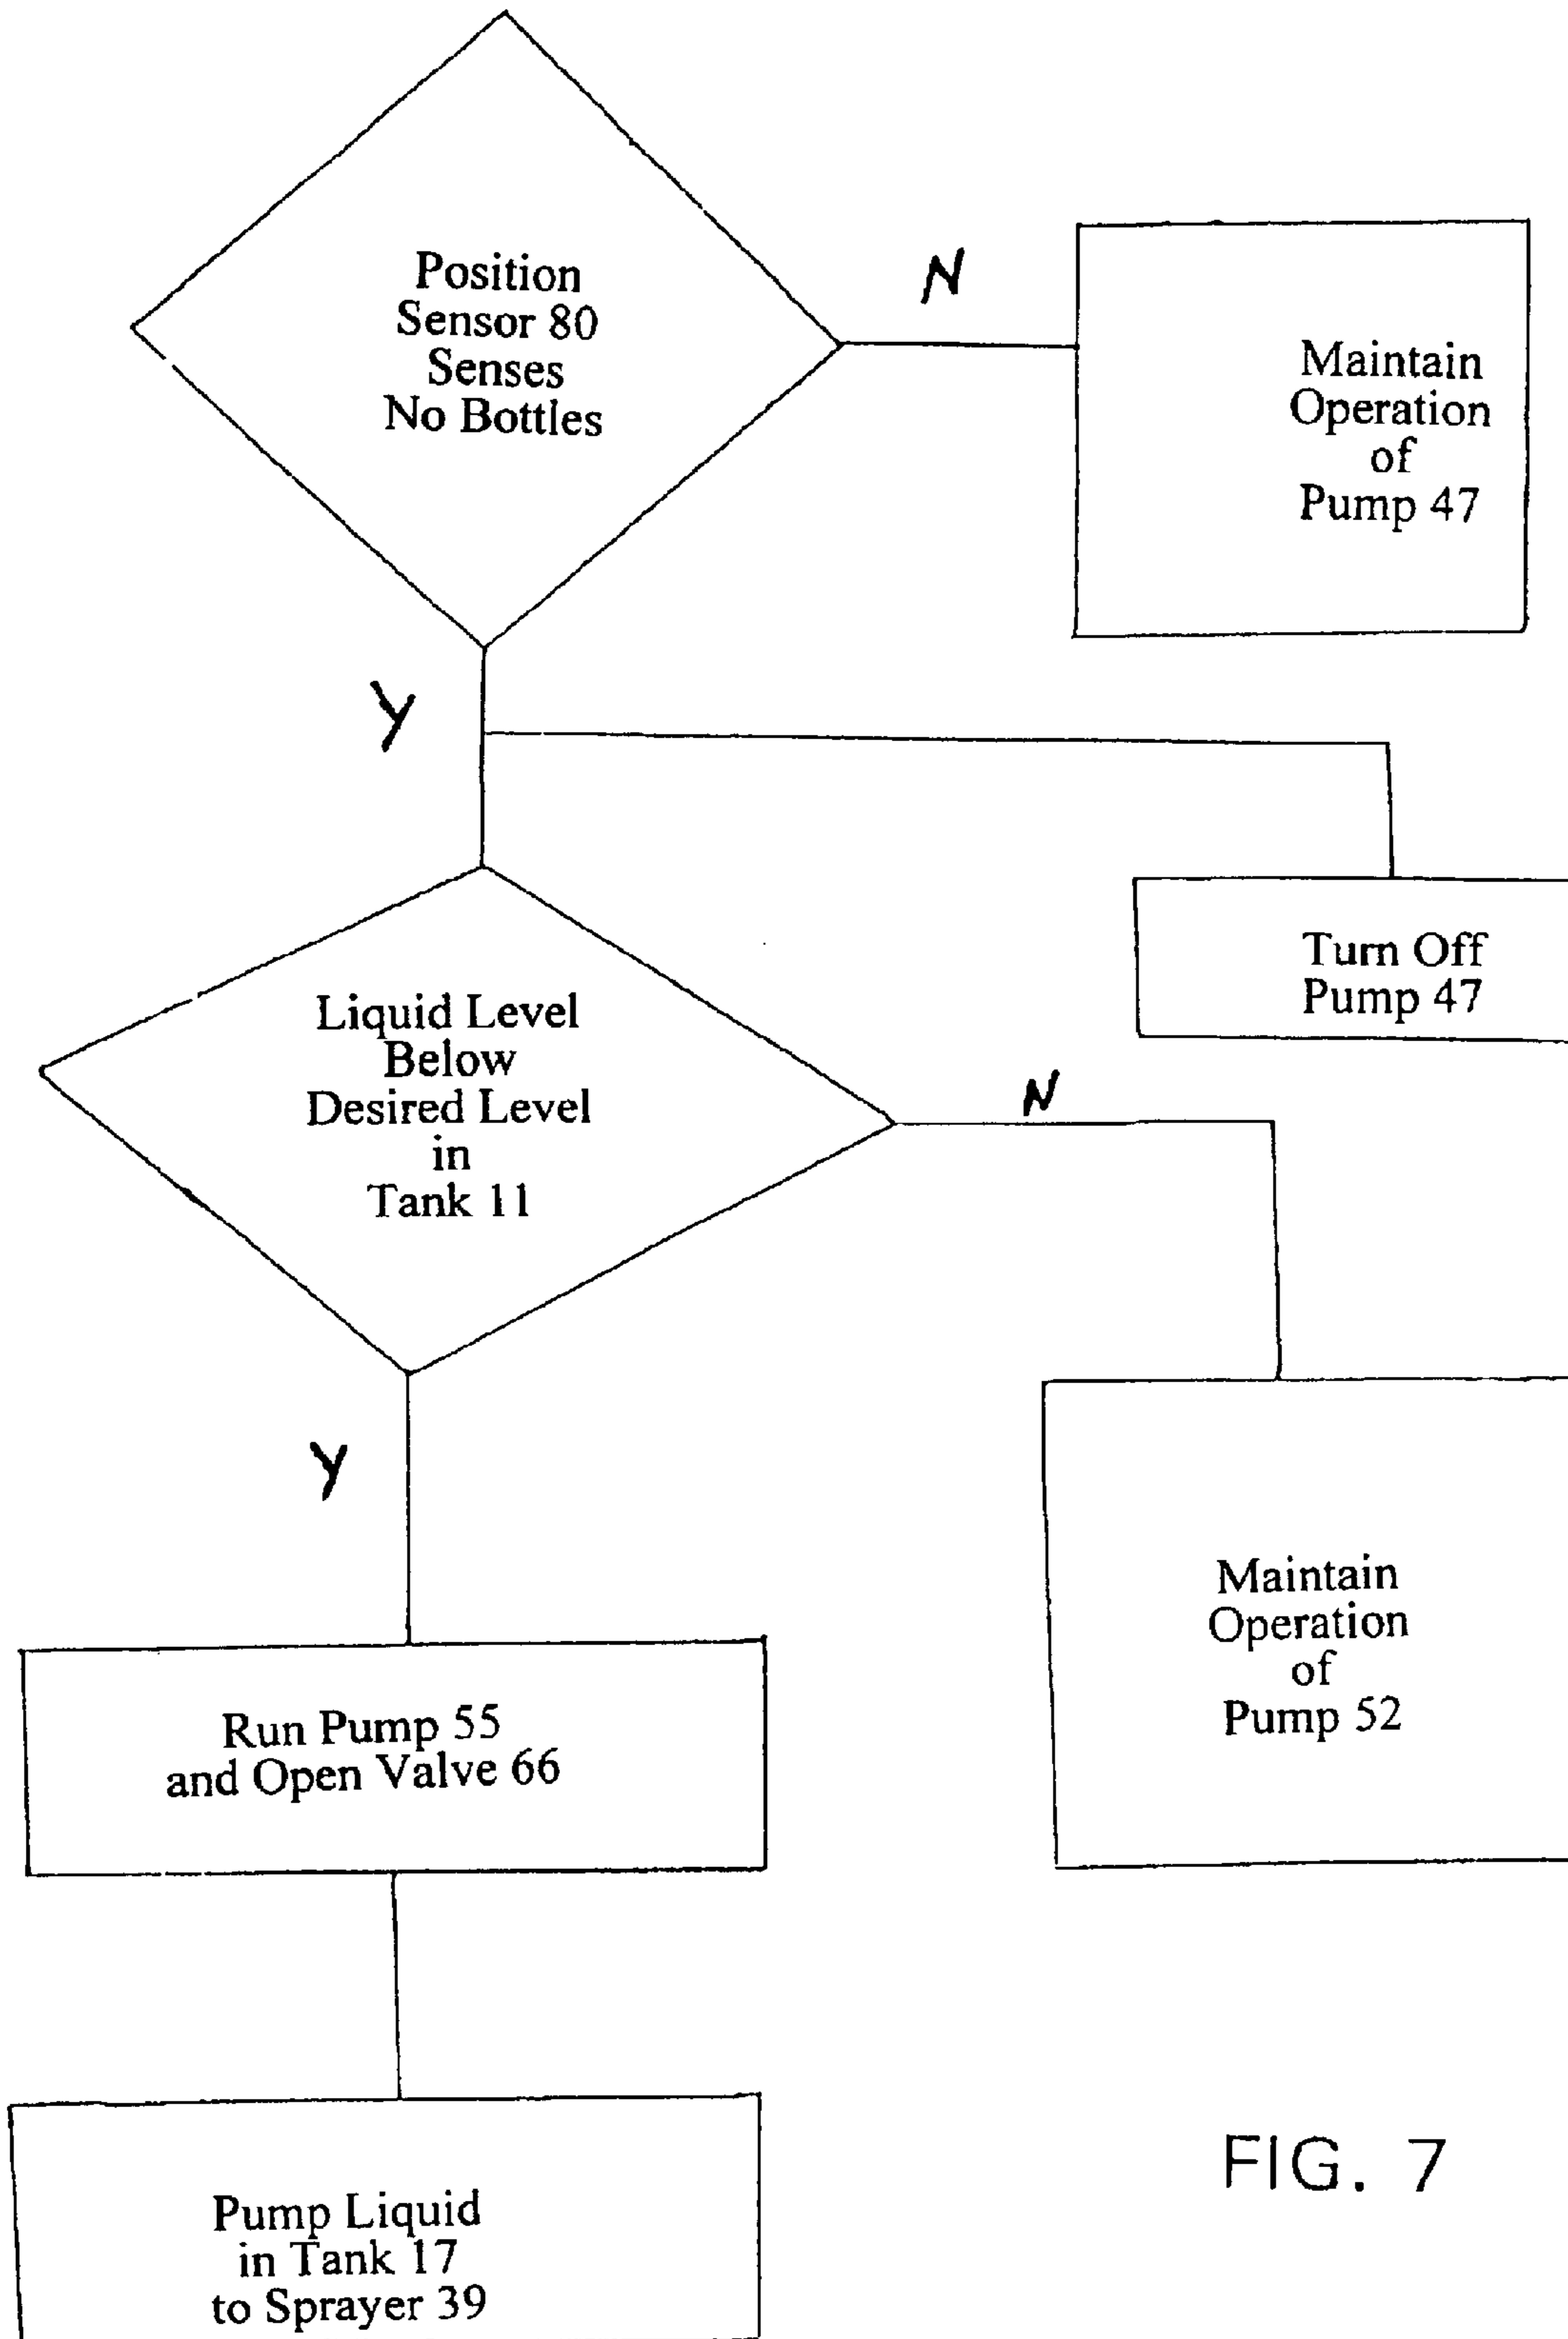 Position
Sensor 80
Senses
No Bottles
N
Maintain
Operation
of
Pump 47
Y
Turn Off
Pump 47
Liquid Level
Below
Desired Level
in
Tank 11
N
Y
Maintain
Operation
of
Pump 52
Run Pump 55
and Open Valve 66
Pump Liquid
in Tank 17
to Sprayer 39
FIG. 7